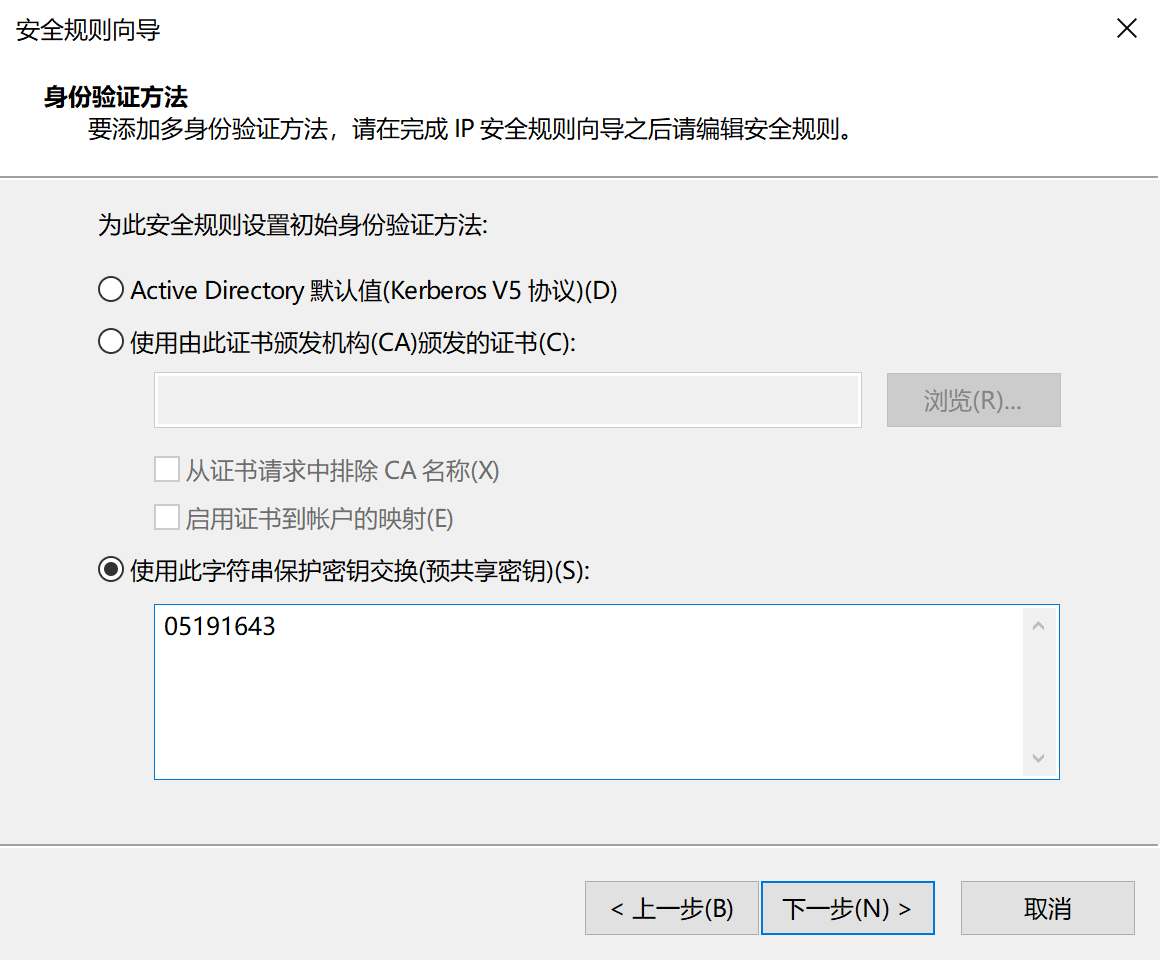 安全规则向导
身份验证方法
要添加多身份验证方法，请在完成 IP 安全规则向导之后请编辑安全规则。
为此安全规则设置初始身份验证方法:
Active Directory 默认值(Kerberos V5 协议)(D)
使用由此证书颁发机构(CA)颁发的证书(C):
浏览(R)...
从证书请求中排除 CA 名称(X)
启用证书到帐户的映射(E)
使用此字符串保护密钥交换(预共享密钥)(S):
05191643
< 上一步(B) 下一步(N) > 取消